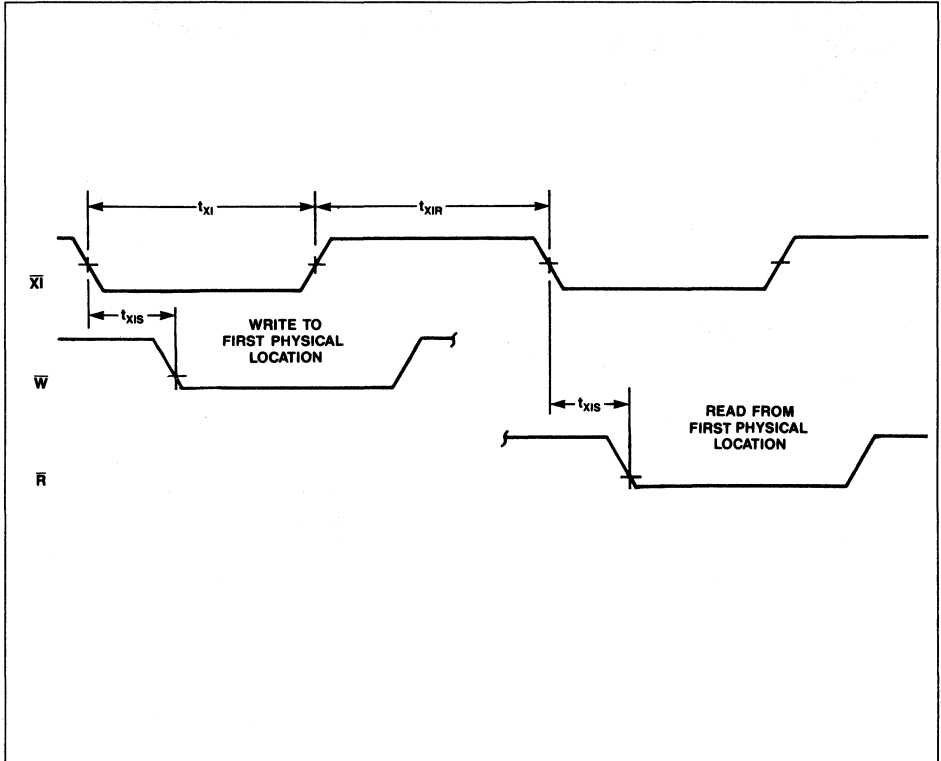 tXI
tXIR
XI
tXIS
WRITE TO
FIRST PHYSICAL
LOCATION
W
tXIS
READ FROM
FIRST PHYSICAL
LOCATION
R